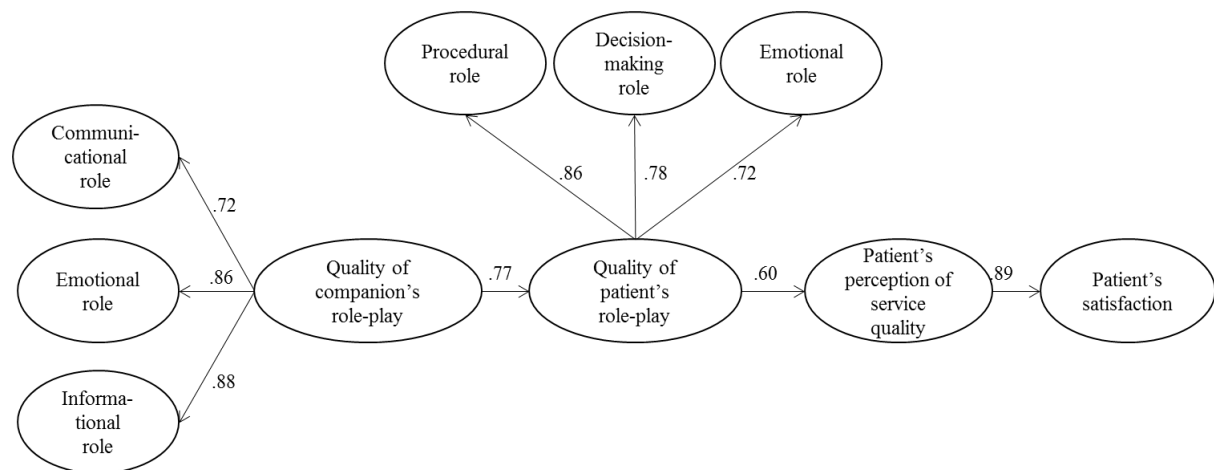 Procedural
role
Decision-
making
role
Emotional
role
.86
.78
.72
Communi-
cational
role
.72
Emotional
role
.86
Quality of
companion's
role-play
.77
Quality of
patient's
role-play
.60
Patient's
perception of
service
quality
.89
Patient's
satisfaction
.88
Informa-
tional
role